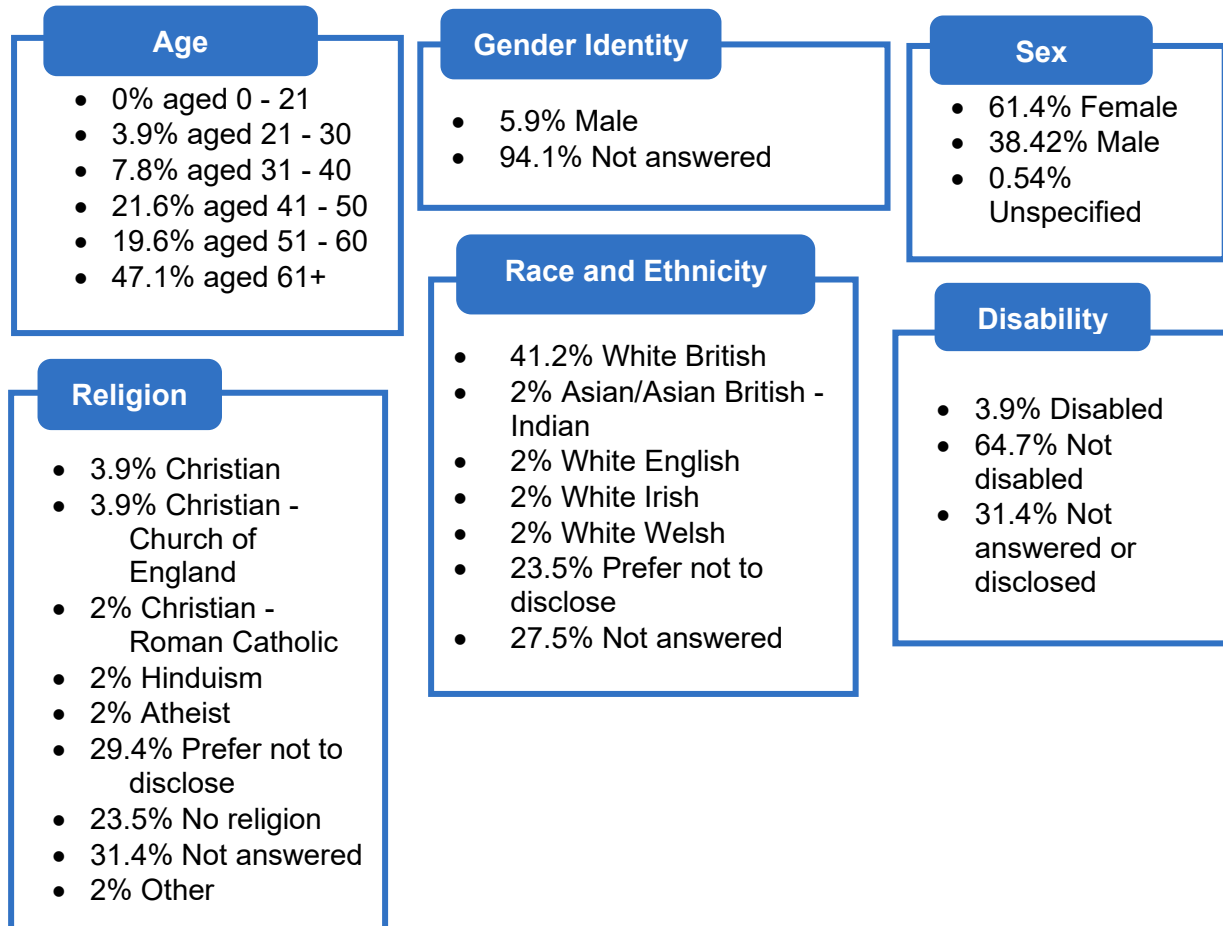 Age
• 0% aged 0 - 21
• 3.9% aged 21 - 30
• 7.8% aged 31 - 40
• 21.6% aged 41 - 50
• 19.6% aged 51 - 60
• 47.1% aged 61+
Gender Identity
• 5.9% Male
• 94.1% Not answered
Sex
• 61.4% Female
• 38.42% Male
• 0.54%
Unspecified
Religion
• 3.9% Christian
• 3.9% Christian -
Church of
England
• 2% Christian -
Roman Catholic
• 2% Hinduism
• 2% Atheist
• 29.4% Prefer not to
disclose
• 23.5% No religion
• 31.4% Not answered
• 2% Other
Race and Ethnicity
• 41.2% White British
• 2% Asian/Asian British -
Indian
• 2% White English
• 2% White Irish
• 2% White Welsh
• 23.5% Prefer not to
disclose
• 27.5% Not answered
Disability
• 3.9% Disabled
• 64.7% Not
disabled
• 31.4% Not
answered or
disclosed